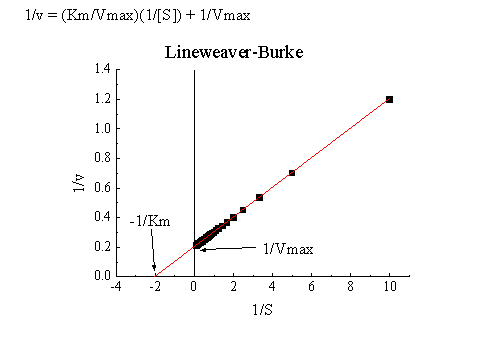 1/v = (Km/Vmax)(1/[S]) + 1/Vmax
Lineweaver-Burke
1.4
1.2
1.0
0.8
0.6
0.4
0.2
0.0
1/v
-1/Km
1/Vmax
-4 -2 0 2 4 6 8 10
1/S